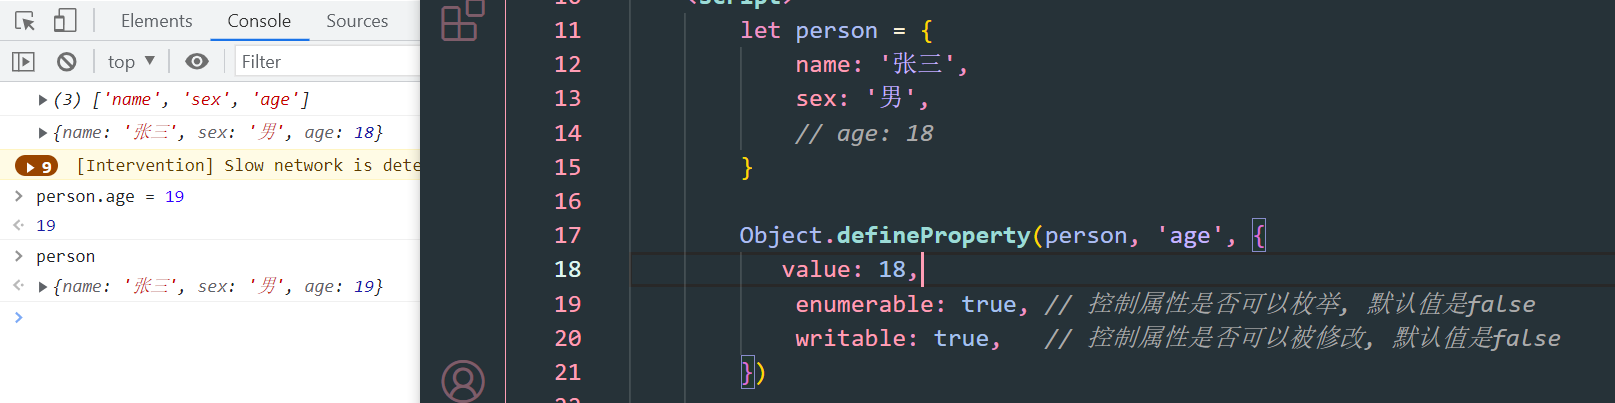 Elements Console Sources
top ▼ Filter
▶ (3) ['name', 'sex', 'age']
▶ {name: '张三', sex: '男', age: 18}
▶ 9 [Intervention] Slow network is dete
> person.age = 19
<· 19
> person
<· ▶ {name: '张三', sex: '男', age: 19}
>
10 <script>
11 let person = {
12 name: '张三',
13 sex: '男',
14 // age: 18
15 }
16
17 Object.defineProperty(person, 'age', {
18 value: 18,
19 enumerable: true, // 控制属性是否可以枚举, 默认值是false
20 writable: true, // 控制属性是否可以被修改, 默认值是false
21 })